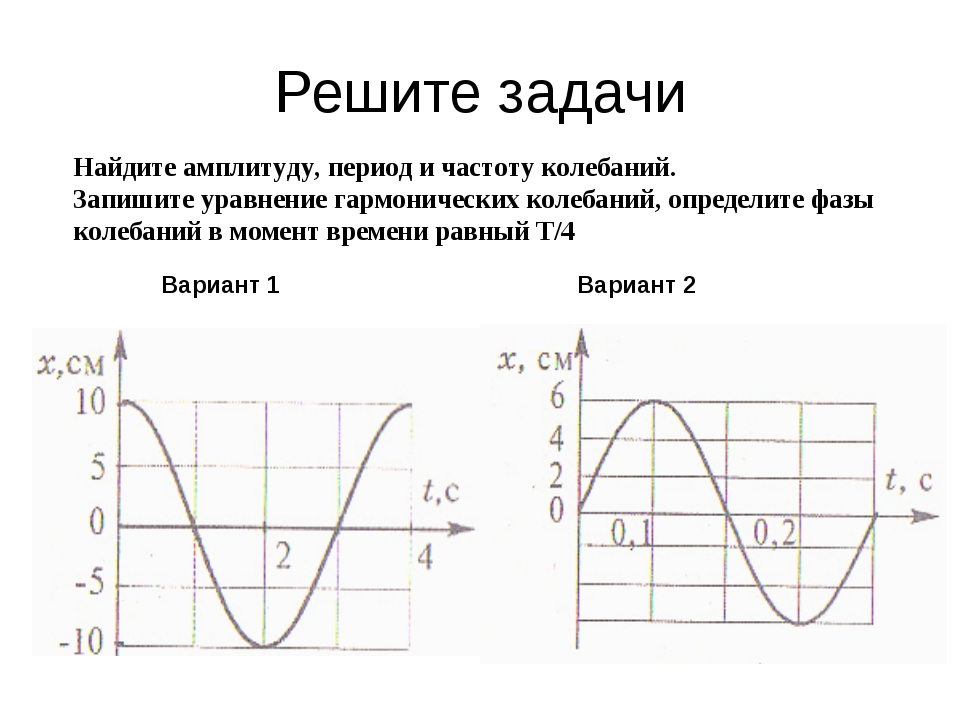 Решите задачи
Найдите амплитуду, период и частоту колебаний.
Запишите уравнение гармонических колебаний, определите фазы
колебаний в момент времени равный Т/4
Вариант 1
x,см
10
5
0
-5
-10
2
4
t,с
Вариант 2
x, см
6
4
2
0
0,1
0,2
t, с